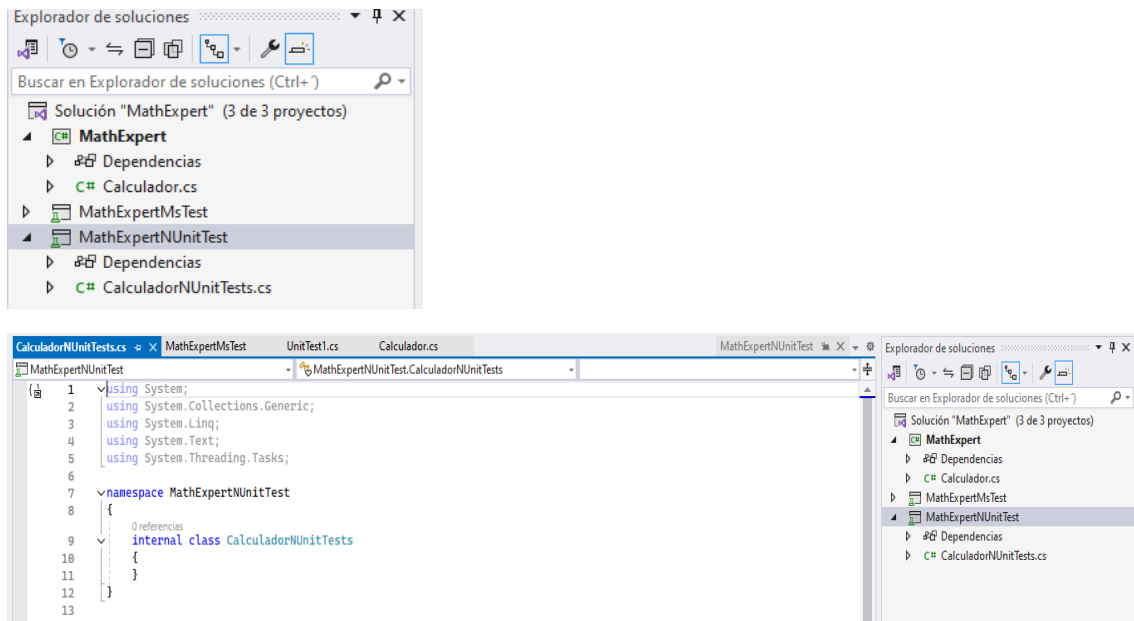 Explorador de soluciones
Buscar en Explorador de soluciones (Ctrl+´)
Solución "MathExpert" (3 de 3 proyectos)
C# MathExpert
Dependencias
C# Calculador.cs
MathExpertMsTest
MathExpertNUnitTest
Dependencias
C# CalculadorNUnitTests.cs
CalculadorNUnitTests.cs MathExpertMsTest UnitTest1.cs Calculador.cs MathExpertNUnitTest
MathExpertNUnitTest MathExpertNUnitTest.CalculadorNUnitTests
1 using System;
2 using System.Collections.Generic;
3 using System.Linq;
4 using System.Text;
5 using System.Threading.Tasks;
6
7 namespace MathExpertNUnitTest
8 {
0 referencias
9 internal class CalculadorNUnitTests
10 {
11 }
12 }
13
Explorador de soluciones
Buscar en Explorador de soluciones (Ctrl+´)
Solución "MathExpert" (3 de 3 proyectos)
C# MathExpert
Dependencias
C# Calculador.cs
MathExpertMsTest
MathExpertNUnitTest
Dependencias
C# CalculadorNUnitTests.cs